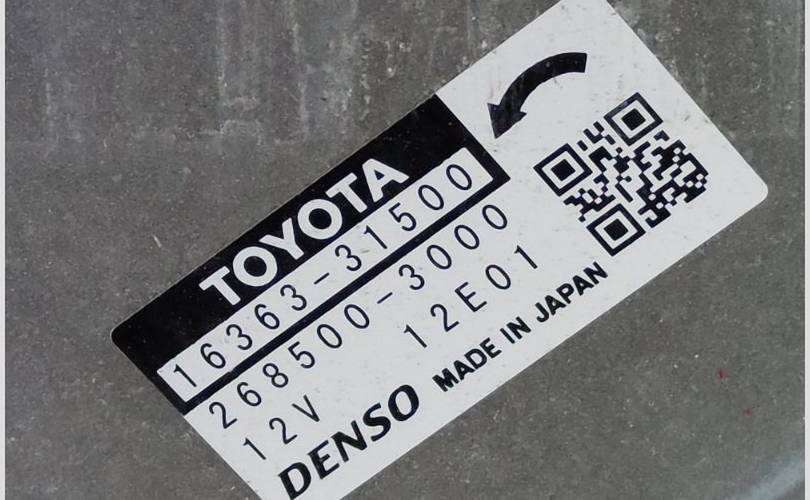 TOYOTA
16363-31500
268500-3000
12V 12E01
DENSO MADE IN JAPAN